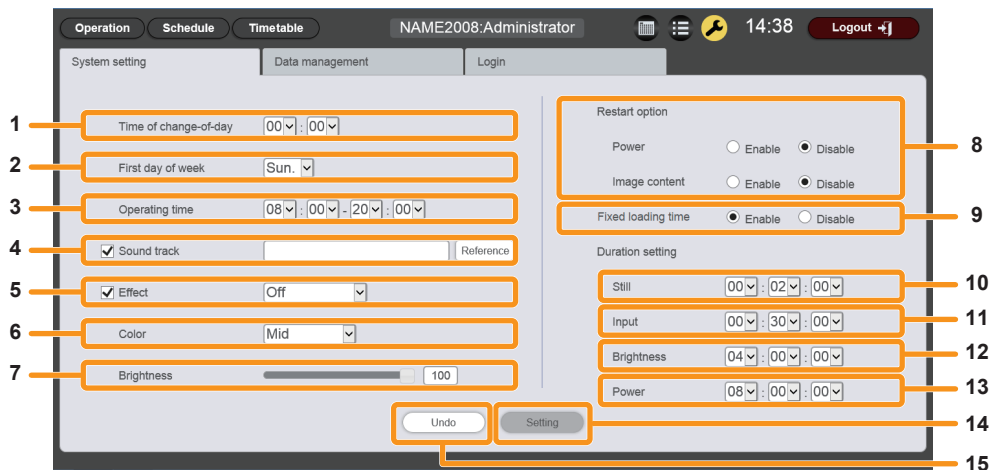 Operation Schedule Timetable NAME2008:Administrator 14:38 Logout
System setting Data management Login
1 Time of change-of-day 00 : 00
2 First day of week Sun.
3 Operating time 08 : 00 - 20 : 00
4 Sound track Reference
5 Effect Off
6 Color Mid
7 Brightness 100
Restart option
Power Enable Disable 8
Image content Enable Disable
Fixed loading time Enable Disable 9
Duration setting
Still 00 : 02 : 00 10
Input 00 : 30 : 00 11
Brightness 04 : 00 : 00 12
Power 08 : 00 : 00 13
Undo Setting 14
15